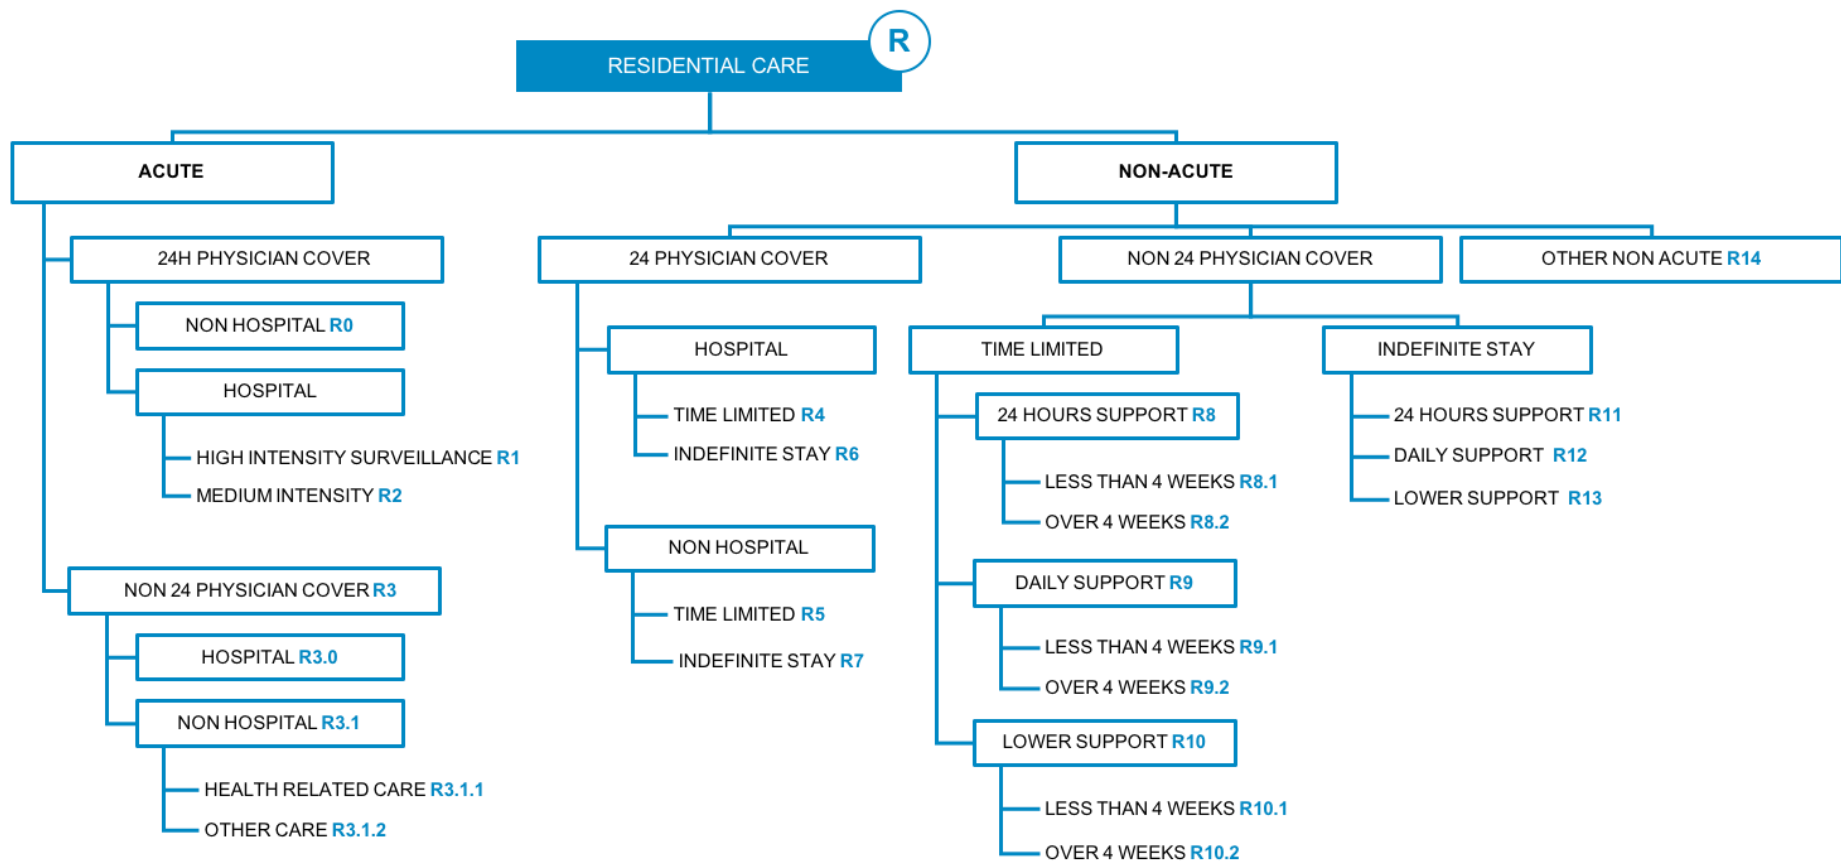 R
RESIDENTIAL CARE
ACUTE
24H PHYSICIAN COVER
NON HOSPITAL R0
HOSPITAL
HIGH INTENSITY SURVEILLANCE R1
MEDIUM INTENSITY R2
NON 24 PHYSICIAN COVER R3
HOSPITAL R3.0
NON HOSPITAL R3.1
HEALTH RELATED CARE R3.1.1
OTHER CARE R3.1.2
NON-ACUTE
24 PHYSICIAN COVER
HOSPITAL
TIME LIMITED R4
INDEFINITE STAY R6
NON HOSPITAL
TIME LIMITED R5
INDEFINITE STAY R7
NON 24 PHYSICIAN COVER
TIME LIMITED
24 HOURS SUPPORT R8
LESS THAN 4 WEEKS R8.1
OVER 4 WEEKS R8.2
DAILY SUPPORT R9
LESS THAN 4 WEEKS R9.1
OVER 4 WEEKS R9.2
LOWER SUPPORT R10
LESS THAN 4 WEEKS R10.1
OVER 4 WEEKS R10.2
INDEFINITE STAY
24 HOURS SUPPORT R11
DAILY SUPPORT R12
LOWER SUPPORT R13
OTHER NON ACUTE R14